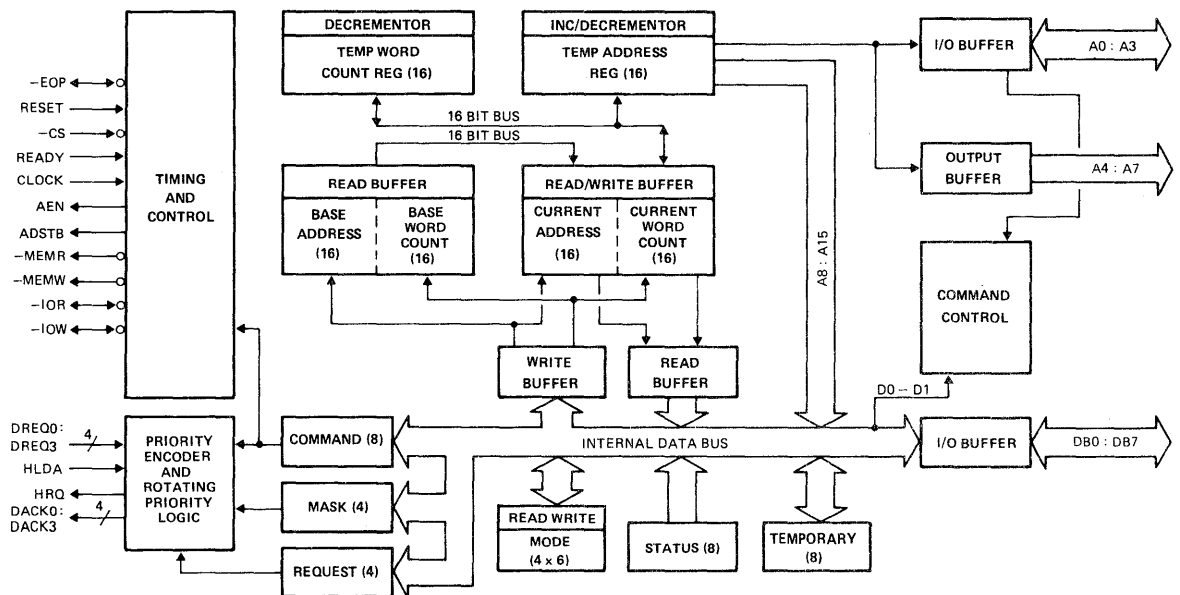 -EOP
RESET
-CS
READY
CLOCK
AEN
ADSTB
-MEMR
-MEMW
-IOR
-IOW
TIMING
AND
CONTROL
DREQ0:
DREQ3
4
HLDA
HRQ
DACK0:
DACK3
4
PRIORITY
ENCODER
AND
ROTATING
PRIORITY
LOGIC
DECREMENTOR
TEMP WORD
COUNT REG (16)
INC/DECREMENTOR
TEMP ADDRESS
REG (16)
16 BIT BUS
16 BIT BUS
READ BUFFER
BASE
ADDRESS
(16)
BASE
WORD
COUNT
(16)
READ/WRITE BUFFER
CURRENT
ADDRESS
(16)
CURRENT
WORD
COUNT
(16)
WRITE
BUFFER
READ
BUFFER
A8 : A15
I/O BUFFER
A0 : A3
OUTPUT
BUFFER
A4 : A7
COMMAND
CONTROL
D0 – D1
COMMAND (8)
MASK (4)
REQUEST (4)
INTERNAL DATA BUS
I/O BUFFER
DB0 : DB7
READ WRITE
MODE
(4 x 6)
STATUS (8)
TEMPORARY
(8)